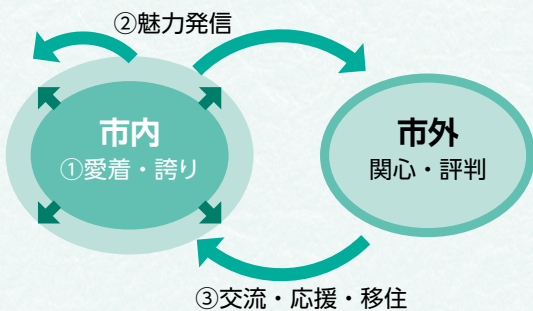 ②魅力発信
市内
①愛着・誇り
市外
関心・評判
③交流・応援・移住